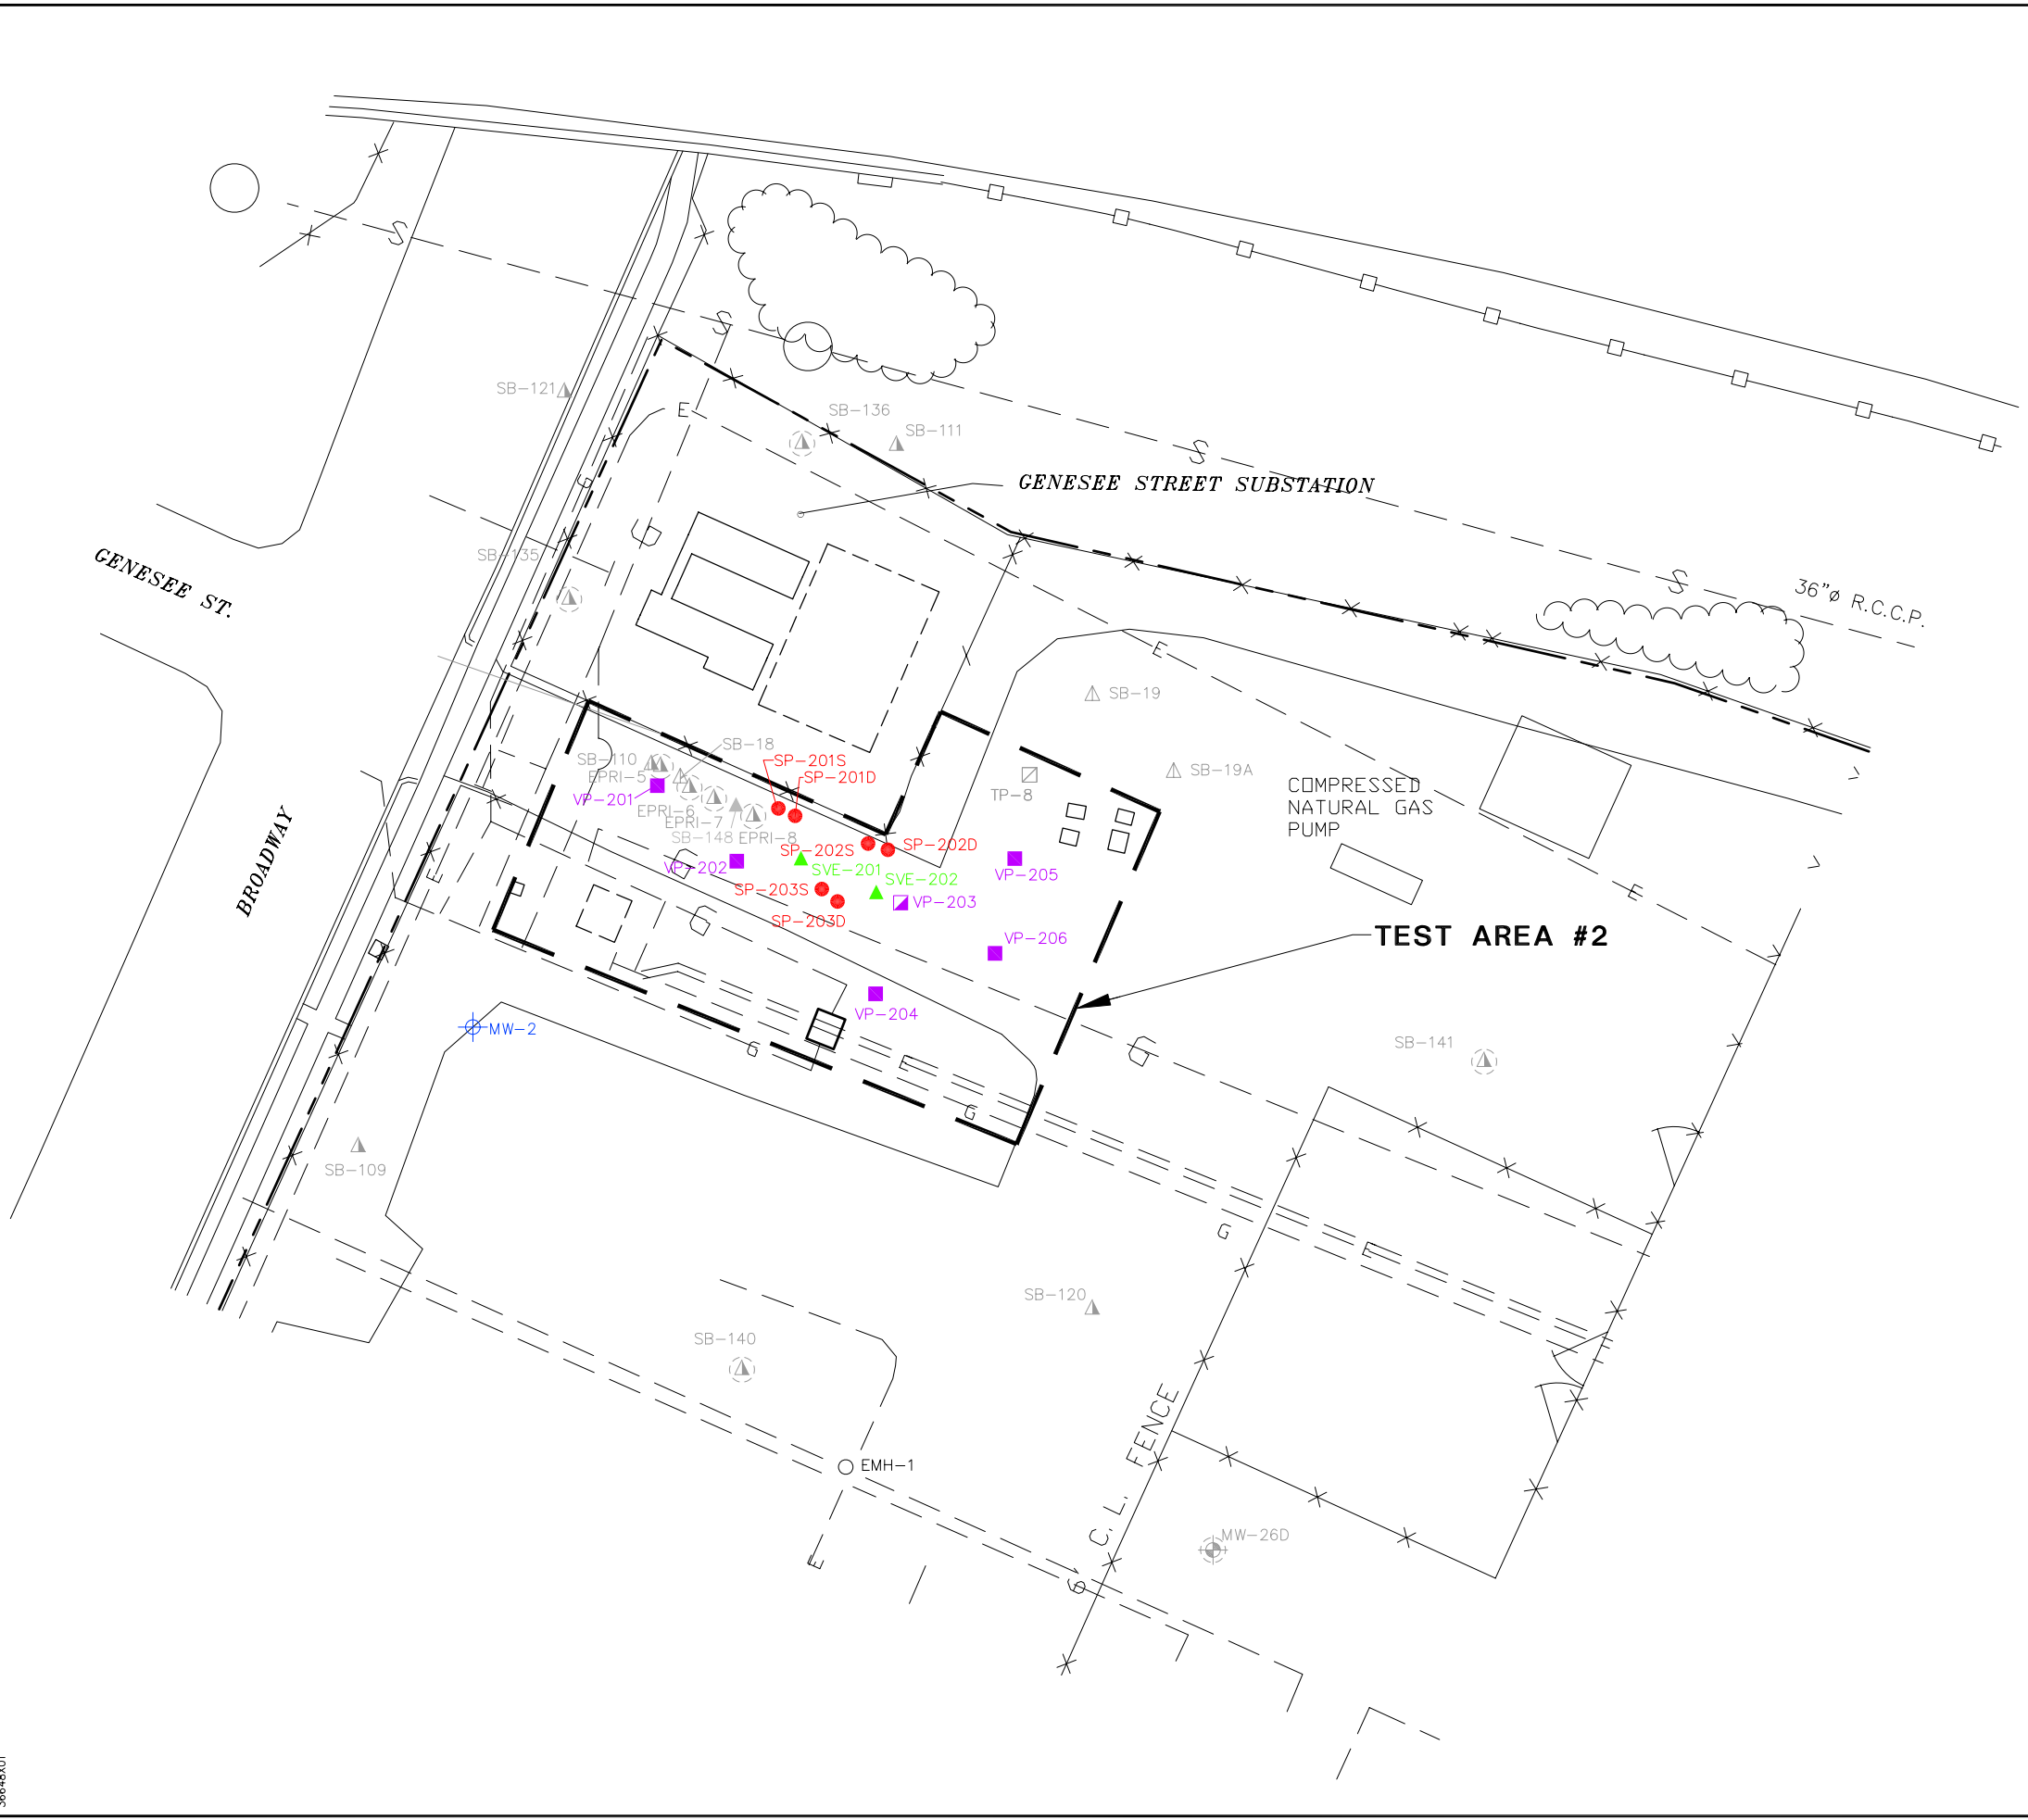 S
S
SB-121
E
SB-136
SB-111
S
GENESEE STREET SUBSTATION
G
G
SB-135
GENESEE ST.
S
36"ø R.C.C.P.
E
SB-19
SB-18
SB-110
EPRI-5
SP-201S
SP-201D
SB-19A
VP-201
TP-8
COMPRESSED
NATURAL GAS
PUMP
EPRI-6
EPRI-7
SB-148
EPRI-8
SP-202S
SP-202D
BROADWAY
VP-202
G
SVE-201
SVE-202
VP-205
E
SP-203S
VP-203
E
SP-203D
G
VP-206
TEST AREA #2
VP-204
MW-2
G
E
G
SB-141
G
SB-109
G
E
SB-120
SB-140
EMH-1
E
6' C. L. FENCE
MW-26D
36648X01